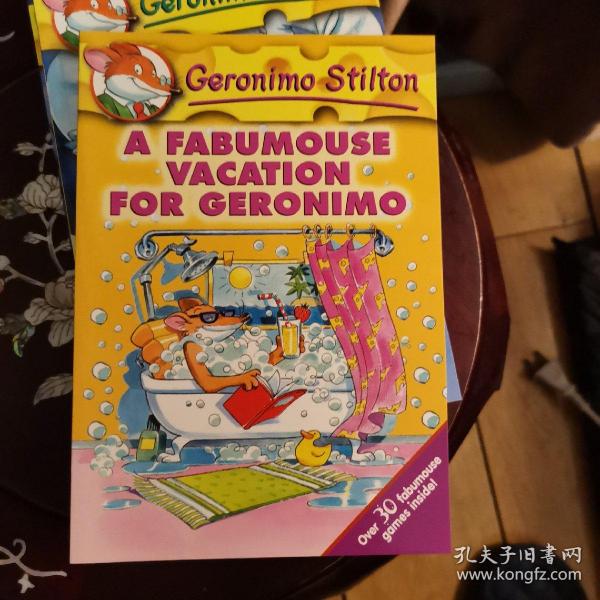 Geronimo
Geronimo Stilton
A FABUMOUSE
VACATION
FOR GERONIMO
Over 30 fabumouse
games inside!
孔夫子旧书网
www.kongfz.com